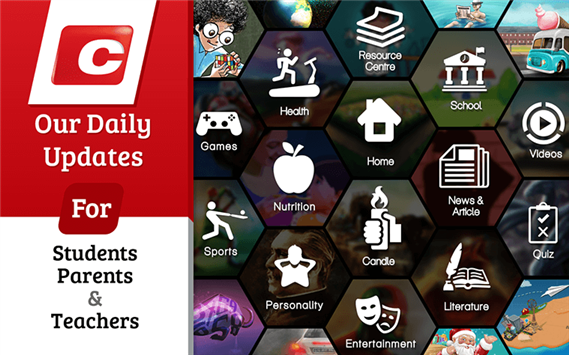 C
Our Daily
Updates
For
Students
Parents
&
Teachers
Resource
Centre
Health
School
Games
Home
Videos
Nutrition
News &
Article
Sports
Candle
Quiz
Personality
Literature
Entertainment